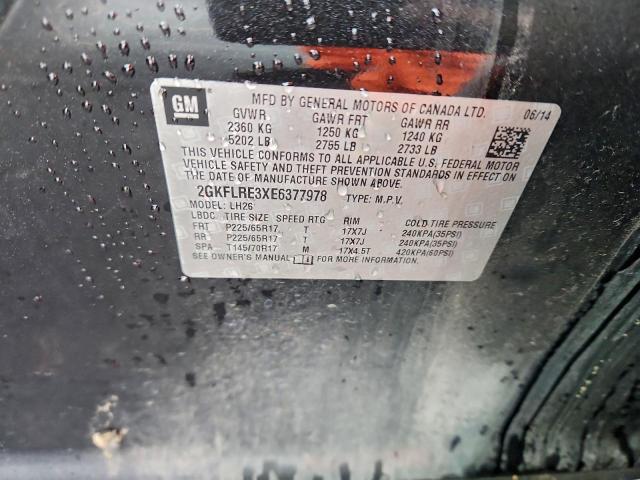 GM
MFD BY GENERAL MOTORS OF CANADA LTD. 06/14
GVWR GAWR FRT GAWR RR
2360 KG 1250 KG 1240 KG
5202 LB 2755 LB 2733 LB
THIS VEHICLE CONFORMS TO ALL APPLICABLE U.S. FEDERAL MOTOR
VEHICLE SAFETY AND THEFT PREVENTION STANDARDS IN EFFECT ON
THE DATE OF MANUFACTURE SHOWN ABOVE.
2GKFLRE3XE6377978 TYPE: M.P.V.
MODEL: LH26
LBDC TIRE SIZE SPEED RTG RIM COLD TIRE PRESSURE
FRT P225/65R17 T 17X7J 240KPA(35PSI)
RR P225/65R17 T 17X7J 240KPA(35PSI)
SPA T145/70R17 M 17X4.5T 420KPA(60PSI)
SEE OWNER'S MANUAL FOR MORE INFORMATION.